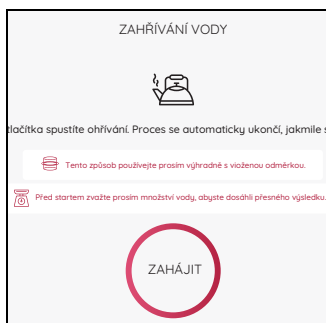 ZAHŘÍVÁNÍ VODY
tlačítka spustíte ohřívání. Proces se automaticky ukončí, jakmile s
Tento způsob používejte prosím výhradně s vloženou odměrkou.
Před startem zvažte prosím množství vody, abyste dosáhli přesného výsledku.
ZAHÁJIT